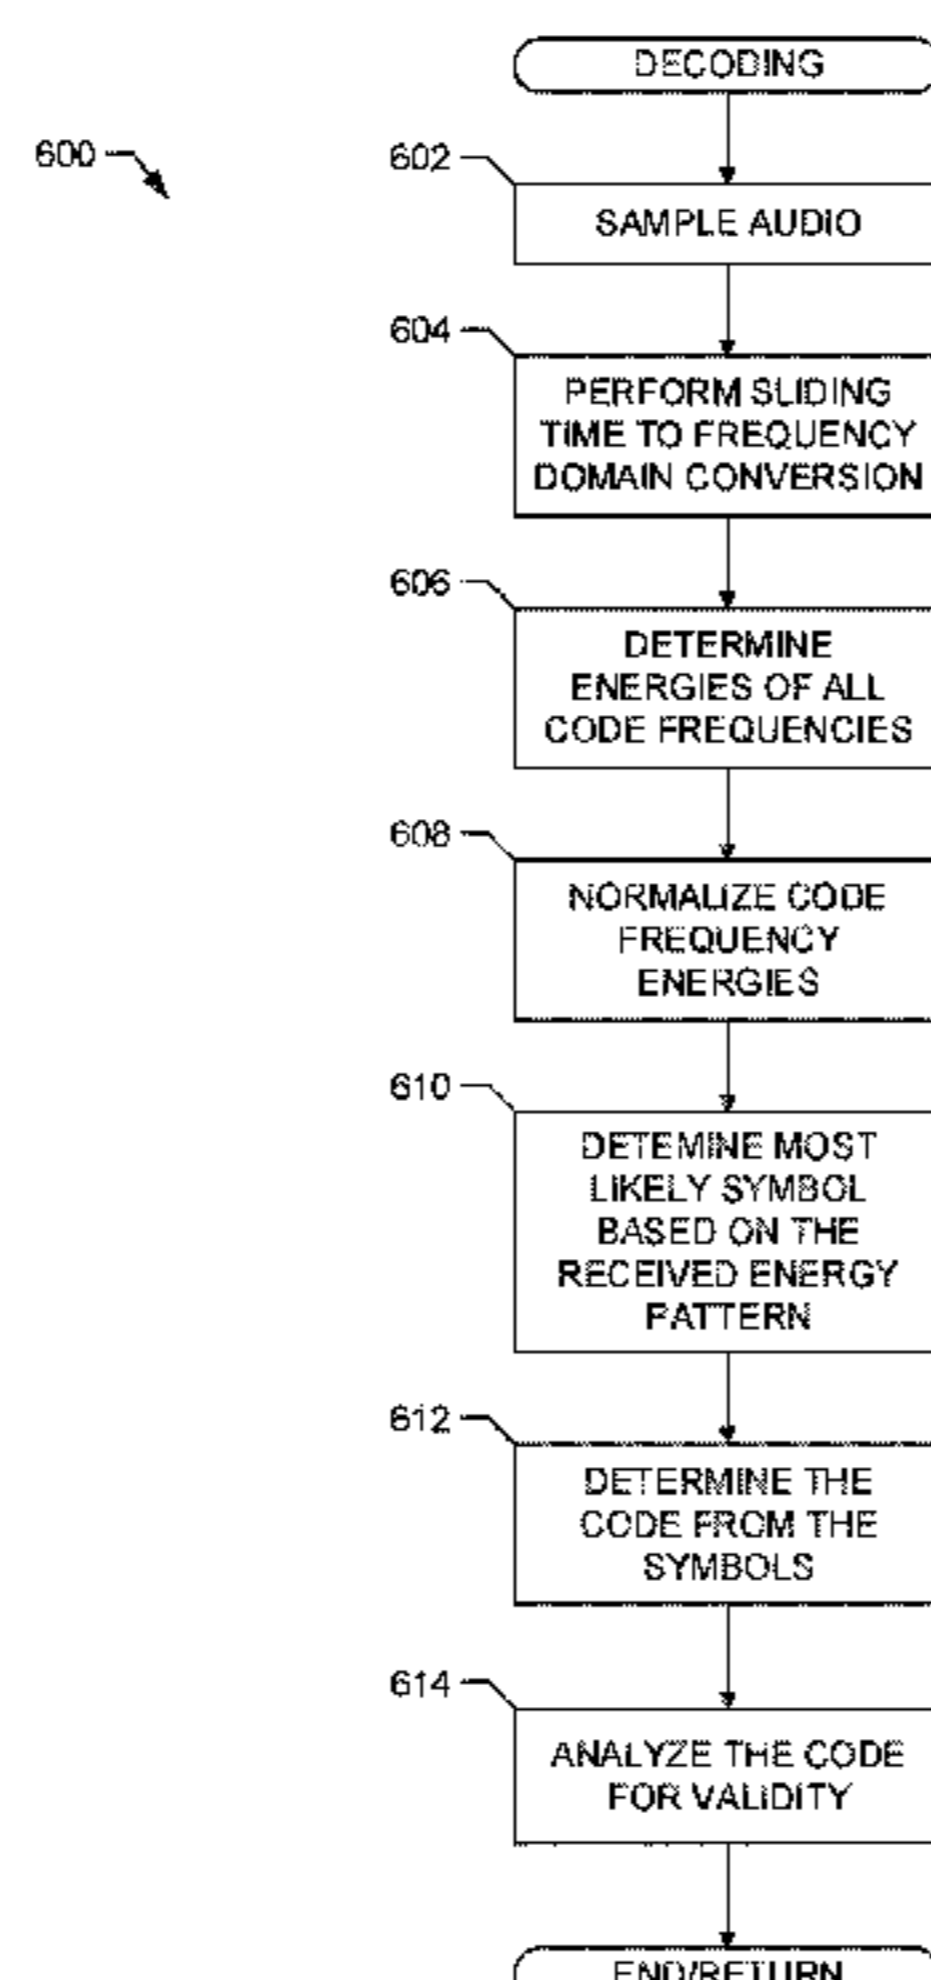 DECODING
600
602
SAMPLE AUDIO
604
PERFORM SLIDING
TIME TO FREQUENCY
DOMAIN CONVERSION
606
DETERMINE
ENERGIES OF ALL
CODE FREQUENCIES
608
NORMALIZE CODE
FREQUENCY
ENERGIES
610
DETEMINE MOST
LIKELY SYMBOL
BASED ON THE
RECEIVED ENERGY
PATTERN
612
DETERMINE THE
CODE FROM THE
SYMBOLS
614
ANALYZE THE CODE
FOR VALIDITY
END/RETURN